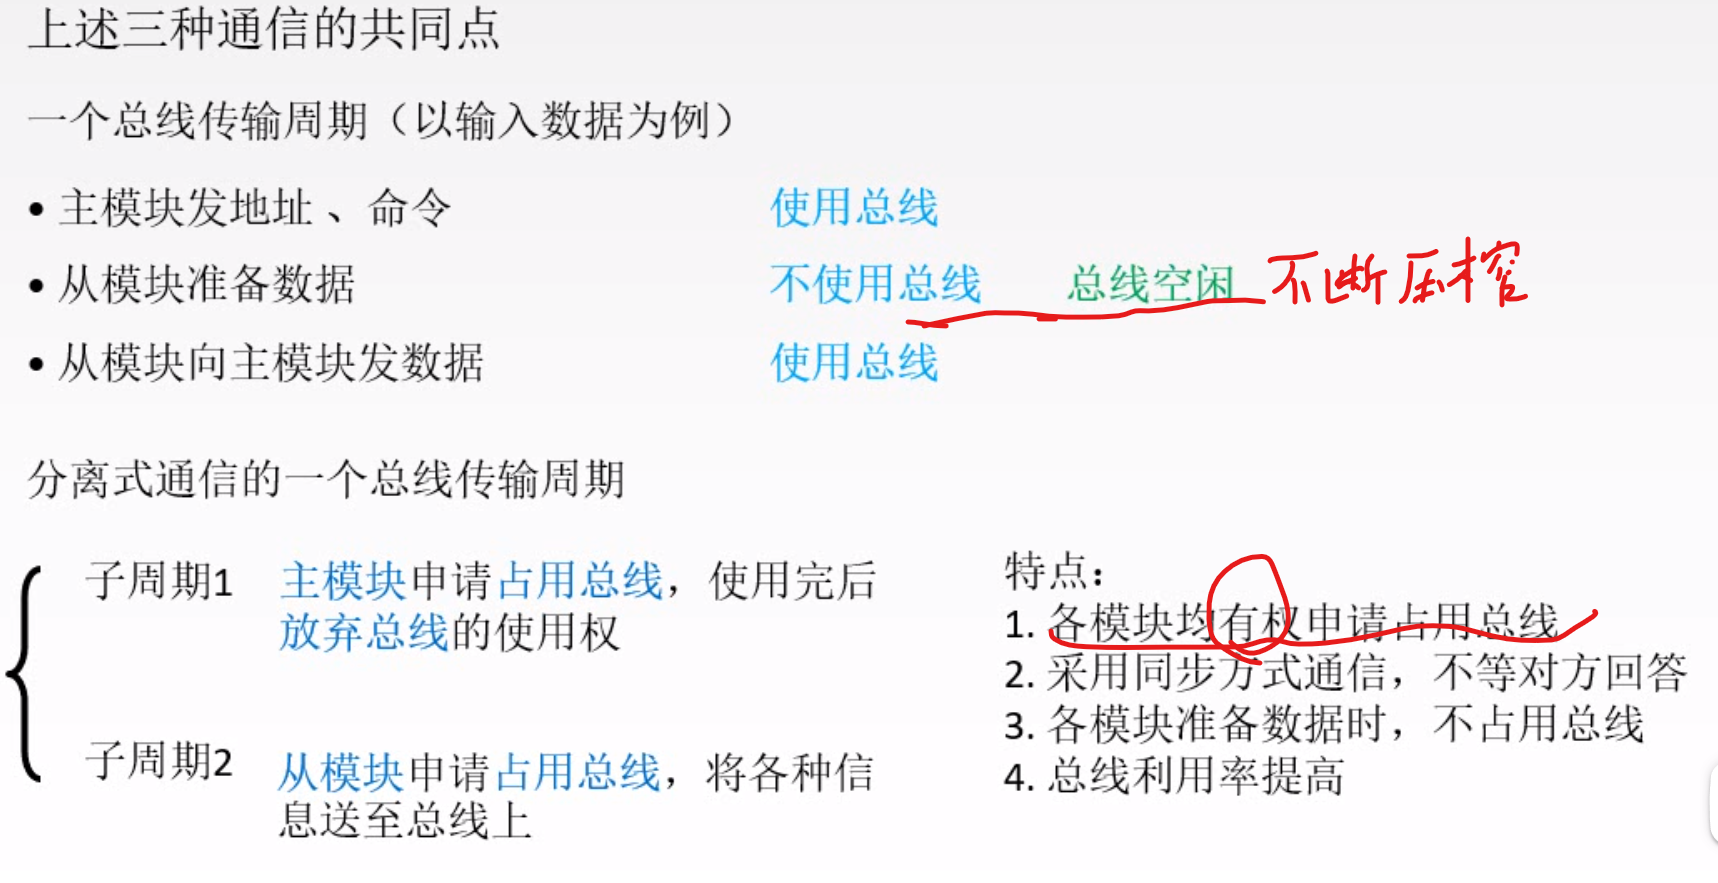 上述三种通信的共同点
一个总线传输周期（以输入数据为例）
• 主模块发地址 、命令 使用总线
• 从模块准备数据 不使用总线 总线空闲 不断压榨
• 从模块向主模块发数据 使用总线
分离式通信的一个总线传输周期
子周期1 主模块申请占用总线，使用完后
放弃总线的使用权
子周期2 从模块申请占用总线，将各种信
息送至总线上
特点：
1. 各模块均有权申请占用总线
2. 采用同步方式通信，不等对方回答
3. 各模块准备数据时，不占用总线
4. 总线利用率提高